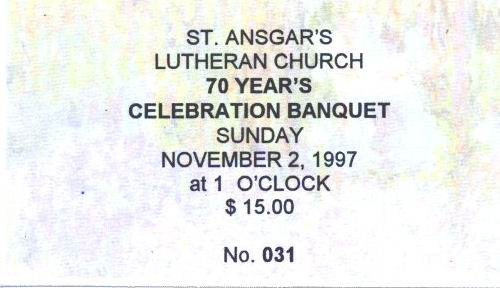 ST. ANSGAR'S
LUTHERAN CHURCH
70 YEAR'S
CELEBRATION BANQUET
SUNDAY
NOVEMBER 2, 1997
at 1 O'CLOCK
$ 15.00
No. 031